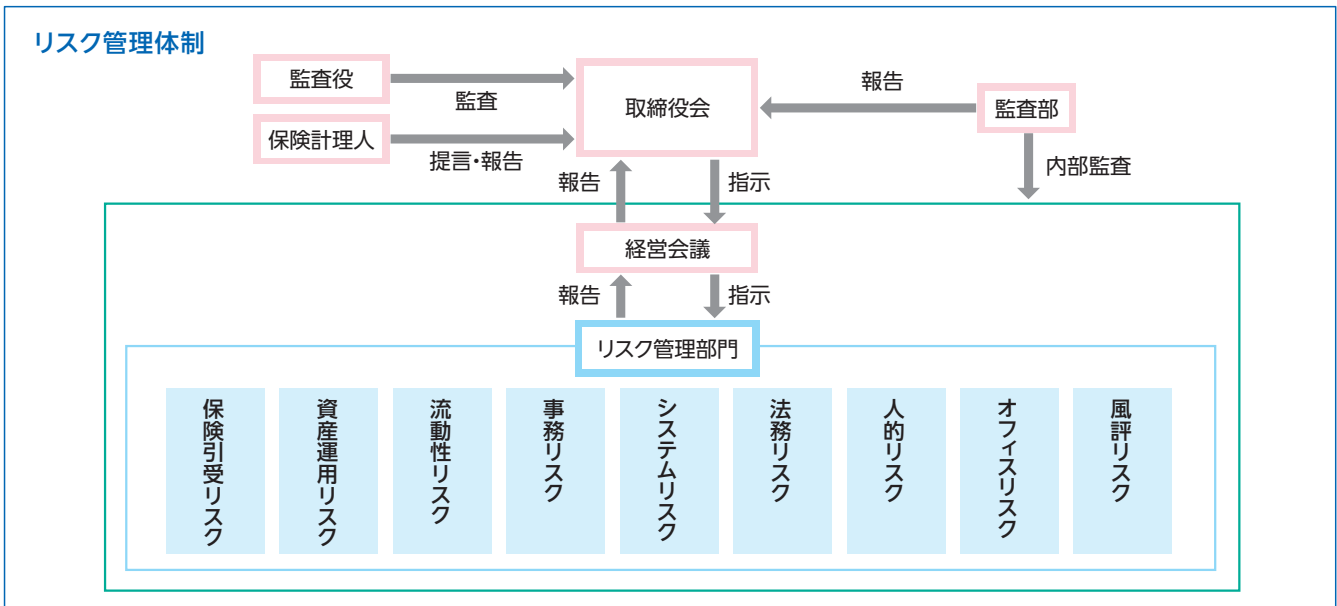 リスク管理体制
監査役
監査
取締役会
報告
監査部
保険計理人
提言・報告
内部監査
報告
指示
経営会議
報告
指示
リスク管理部門
保険引受リスク
資産運用リスク
流動性リスク
事務リスク
システムリスク
法務リスク
人的リスク
オフィスリスク
風評リスク